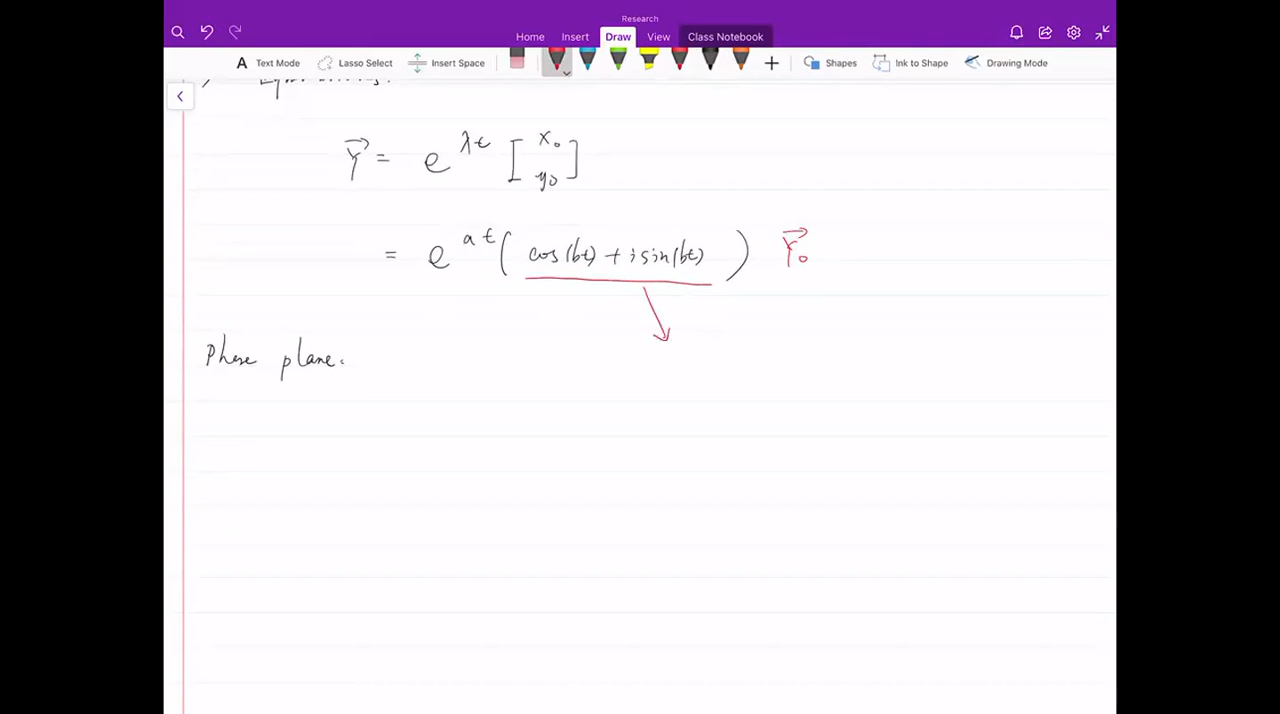 Research
Home Insert Draw View Class Notebook
A Text Mode Lasso Select Insert Space Shapes Ink to Shape Drawing Mode
Y⃗ = e^{λt} [x₀ y₀]
= e^{at} ( cos(bt) + i sin(bt) ) Y⃗₀
Phase plane.